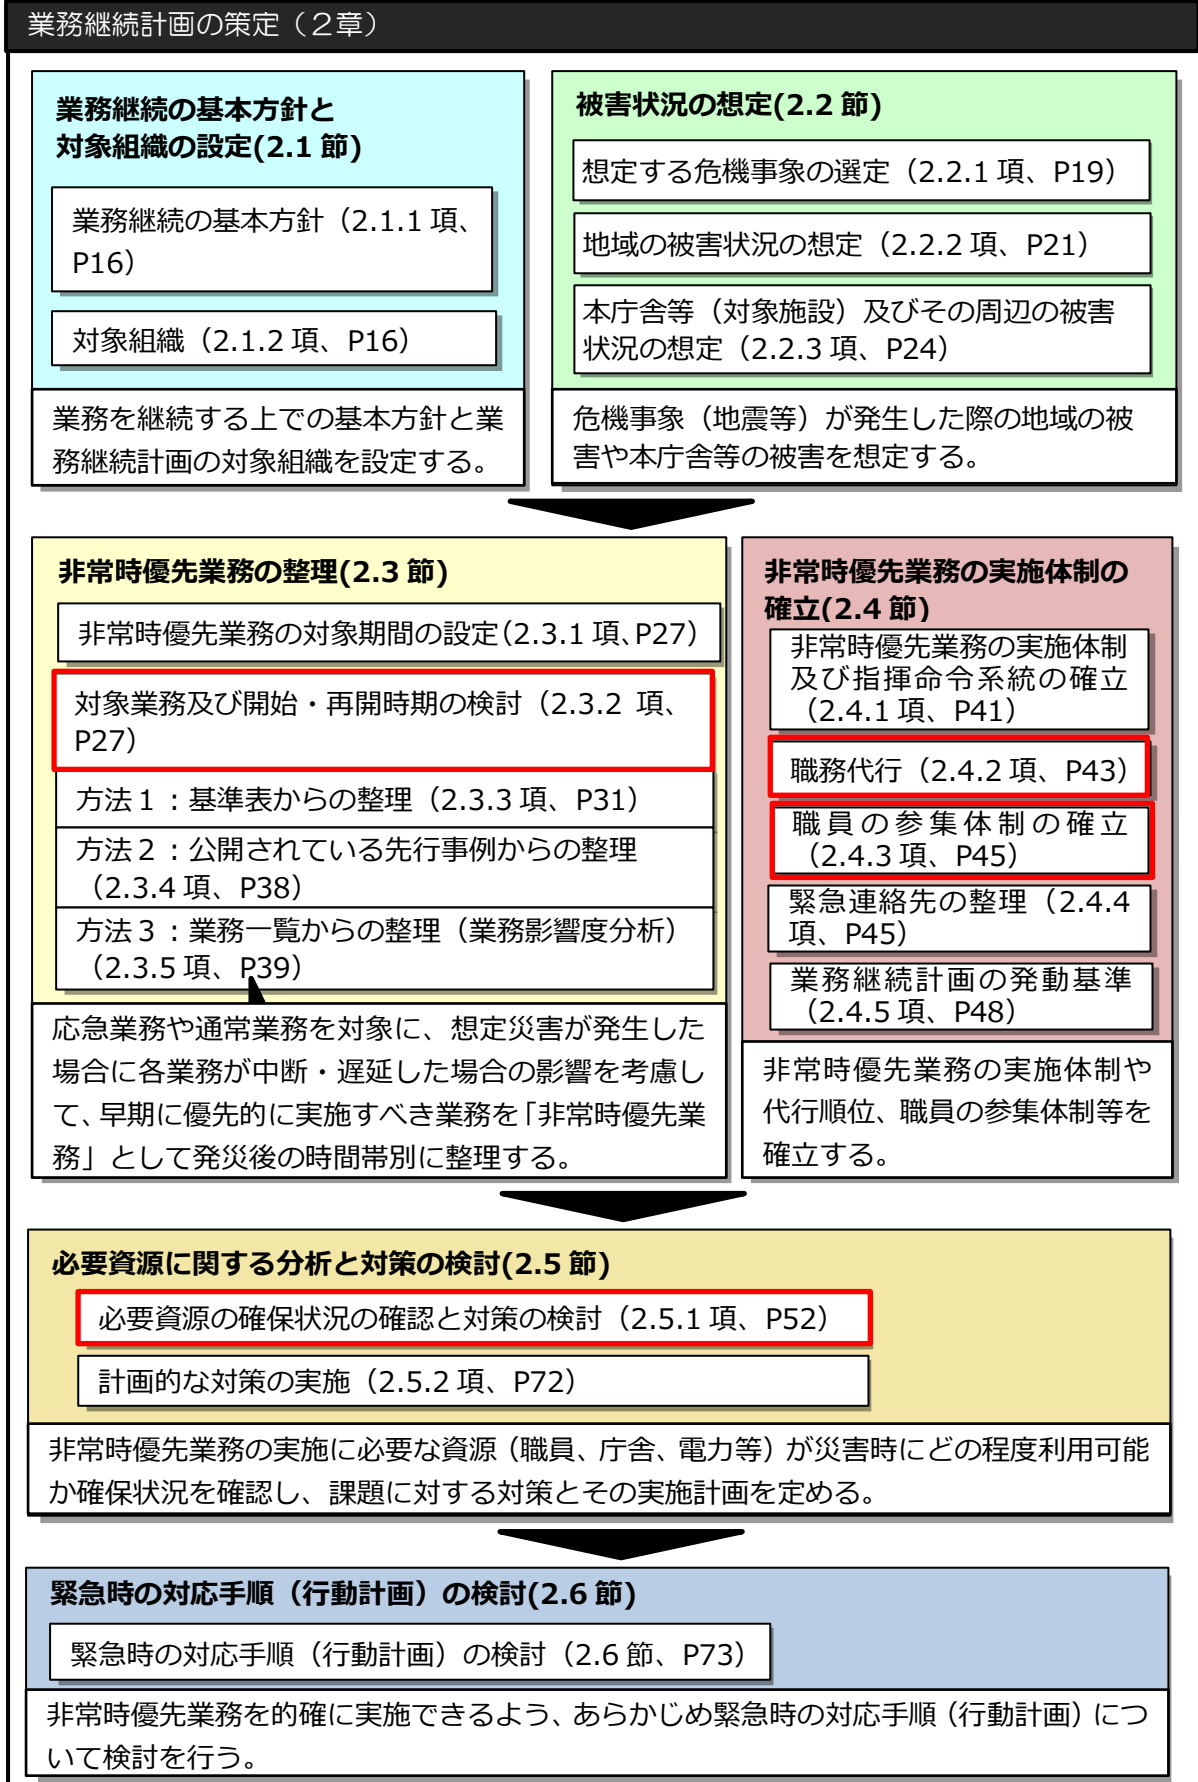 業務継続計画の策定（２章）
業務継続の基本方針と
対象組織の設定(2.1 節)
業務継続の基本方針（2.1.1 項、
P16）
対象組織（2.1.2 項、P16）
業務を継続する上での基本方針と業
務継続計画の対象組織を設定する。
被害状況の想定(2.2 節)
想定する危機事象の選定（2.2.1 項、P19）
地域の被害状況の想定（2.2.2 項、P21）
本庁舎等（対象施設）及びその周辺の被害
状況の想定（2.2.3 項、P24）
危機事象（地震等）が発生した際の地域の被
害や本庁舎等の被害を想定する。
非常時優先業務の整理(2.3 節)
非常時優先業務の対象期間の設定（2.3.1 項、P27）
対象業務及び開始・再開時期の検討（2.3.2 項、
P27）
方法１：基準表からの整理（2.3.3 項、P31）
方法２：公開されている先行事例からの整理
（2.3.4 項、P38）
方法３：業務一覧からの整理（業務影響度分析）
（2.3.5 項、P39）
応急業務や通常業務を対象に、想定災害が発生した
場合に各業務が中断・遅延した場合の影響を考慮し
て、早期に優先的に実施すべき業務を「非常時優先業
務」として発災後の時間帯別に整理する。
非常時優先業務の実施体制の
確立(2.4 節)
非常時優先業務の実施体制
及び指揮命令系統の確立
（2.4.1 項、P41）
職務代行（2.4.2 項、P43）
職員の参集体制の確立
（2.4.3 項、P45）
緊急連絡先の整理（2.4.4
項、P45）
業務継続計画の発動基準
（2.4.5 項、P48）
非常時優先業務の実施体制や
代行順位、職員の参集体制等を
確立する。
必要資源に関する分析と対策の検討(2.5 節)
必要資源の確保状況の確認と対策の検討（2.5.1 項、P52）
計画的な対策の実施（2.5.2 項、P72）
非常時優先業務の実施に必要な資源（職員、庁舎、電力等）が災害時にどの程度利用可能
か確保状況を確認し、課題に対する対策とその実施計画を定める。
緊急時の対応手順（行動計画）の検討(2.6 節)
緊急時の対応手順（行動計画）の検討（2.6 節、P73）
非常時優先業務を的確に実施できるよう、あらかじめ緊急時の対応手順（行動計画）につ
いて検討を行う。